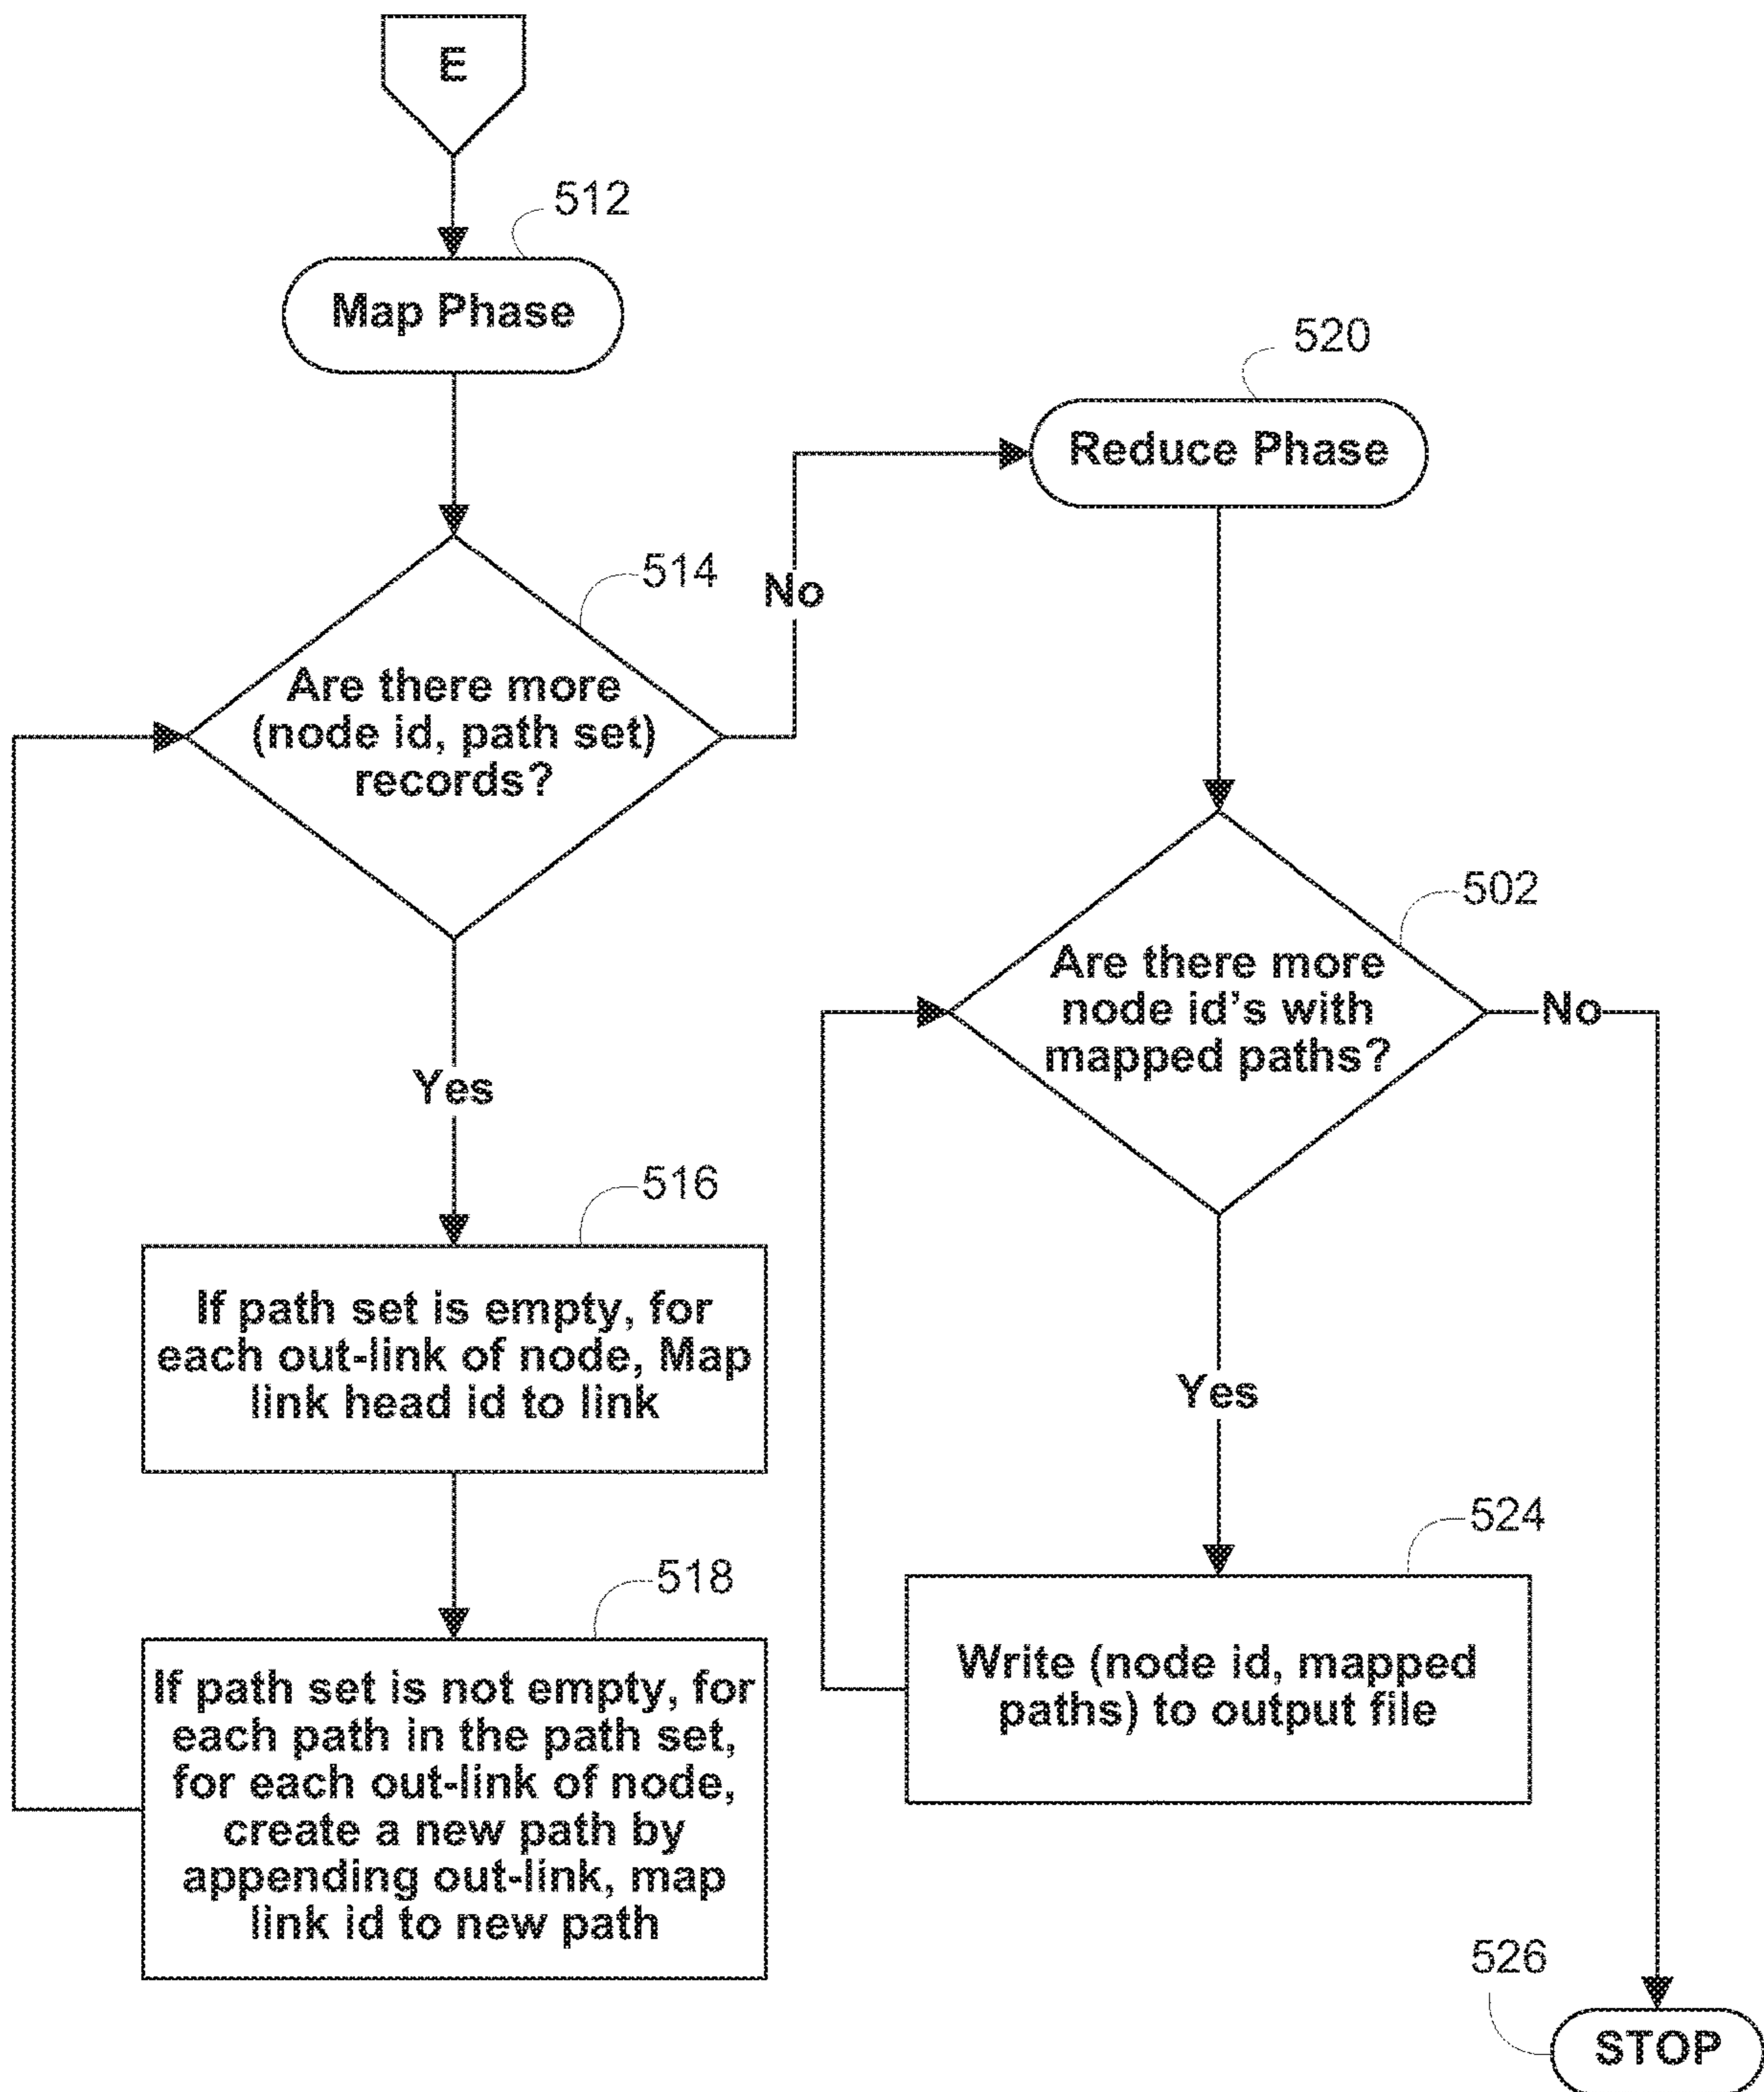 E
512
Map Phase
520
Reduce Phase
514
No
Are there more
(node id, path set)
records?
502
Are there more
node id's with
mapped paths?
No
Yes
516
If path set is empty, for
each out-link of node, Map
link head id to link
Yes
524
518
Write (node id, mapped
paths) to output file
If path set is not empty, for
each path in the path set,
for each out-link of node,
create a new path by
appending out-link, map
link id to new path
526
STOP